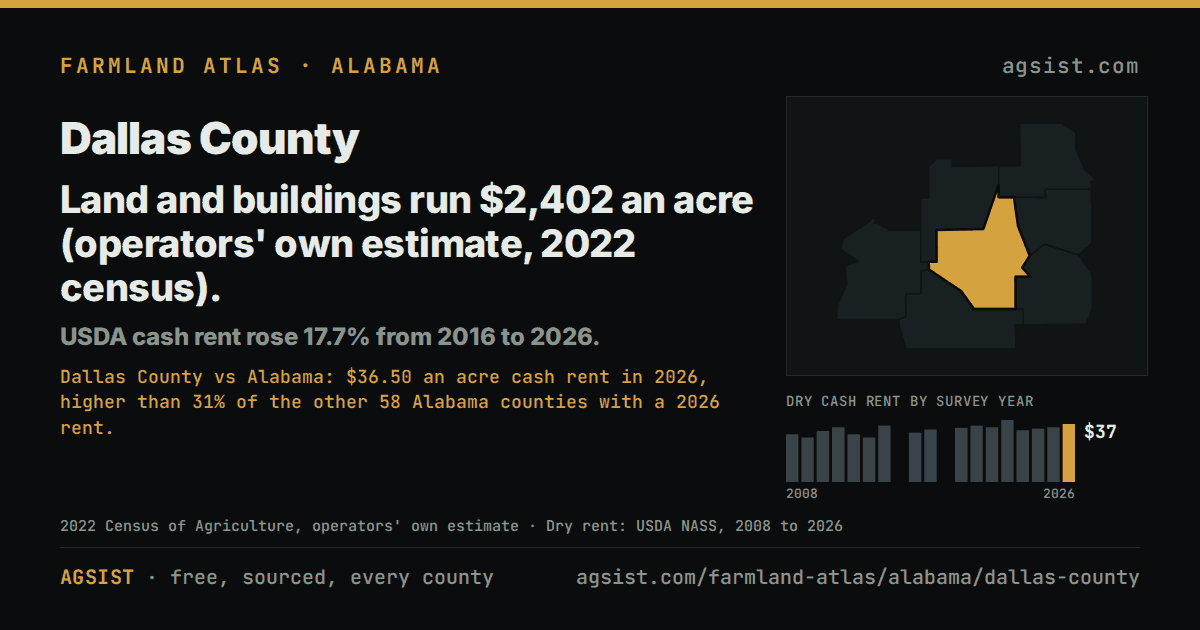 FARMLAND ATLAS · ALABAMA
agsist.com
Dallas County
Land and buildings run $2,402 an acre
(operators' own estimate, 2022
census).
USDA cash rent rose 17.7% from 2016 to 2026.
Dallas County vs Alabama: $36.50 an acre cash rent in 2026,
higher than 31% of the other 58 Alabama counties with a 2026
rent.
DRY CASH RENT BY SURVEY YEAR
$37
2008
2026
2022 Census of Agriculture, operators' own estimate · Dry rent: USDA NASS, 2008 to 2026
AGSIST · free, sourced, every county
agsist.com/farmland-atlas/alabama/dallas-county